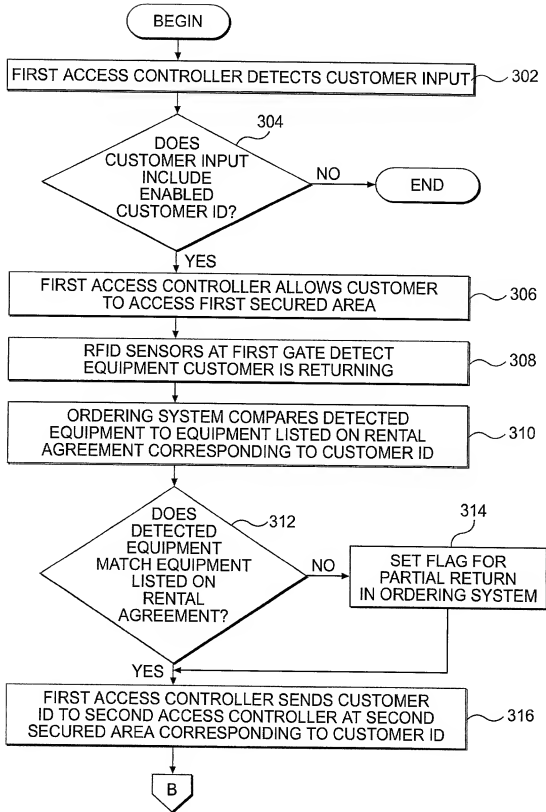 BEGIN
FIRST ACCESS CONTROLLER DETECTS CUSTOMER INPUT
302
304
DOES
CUSTOMER INPUT
INCLUDE
ENABLED
CUSTOMER ID?
NO
END
YES
FIRST ACCESS CONTROLLER ALLOWS CUSTOMER
TO ACCESS FIRST SECURED AREA
306
RFID SENSORS AT FIRST GATE DETECT
EQUIPMENT CUSTOMER IS RETURNING
308
ORDERING SYSTEM COMPARES DETECTED
EQUIPMENT TO EQUIPMENT LISTED ON RENTAL
AGREEMENT CORRESPONDING TO CUSTOMER ID
310
312
DOES
DETECTED
EQUIPMENT
MATCH EQUIPMENT
LISTED ON
RENTAL
AGREEMENT?
NO
314
SET FLAG FOR
PARTIAL RETURN
IN ORDERING SYSTEM
YES
FIRST ACCESS CONTROLLER SENDS CUSTOMER
ID TO SECOND ACCESS CONTROLLER AT SECOND
SECURED AREA CORRESPONDING TO CUSTOMER ID
316
B